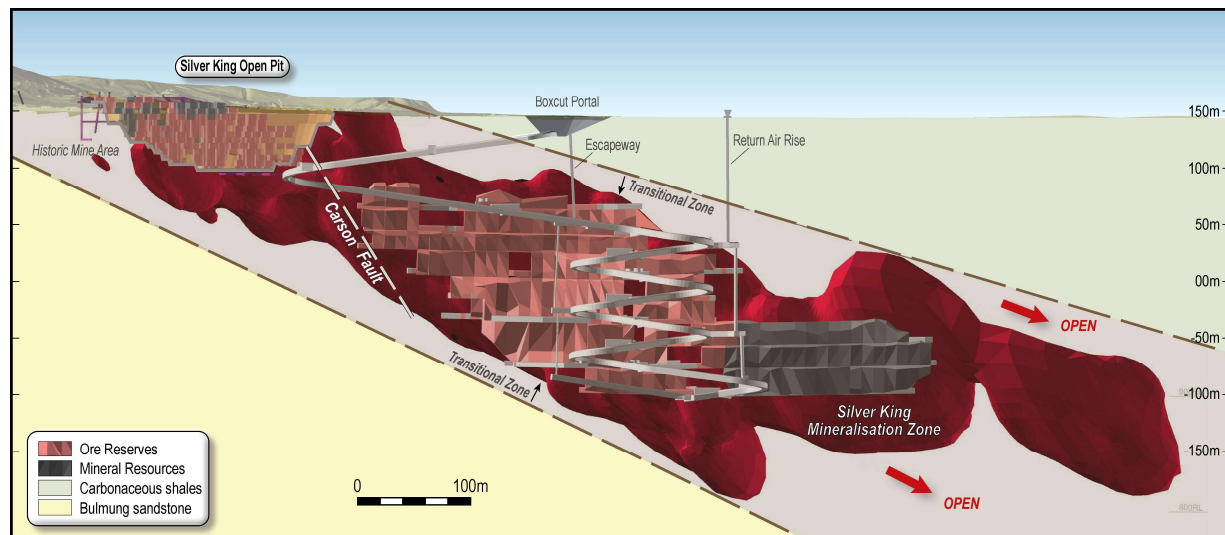 Silver King Open Pit
Boxcut Portal
150m
Historic Mine Area
Escapeway
Return Air Rise
100m
Transitional Zone
Carson Fault
50m
00m
OPEN
-50m
Transitional Zone
-100m
Silver King
Mineralisation Zone
-150m
OPEN
800RL
Ore Reserves
Mineral Resources
Carbonaceous shales
Bulmung sandstone
0
100m